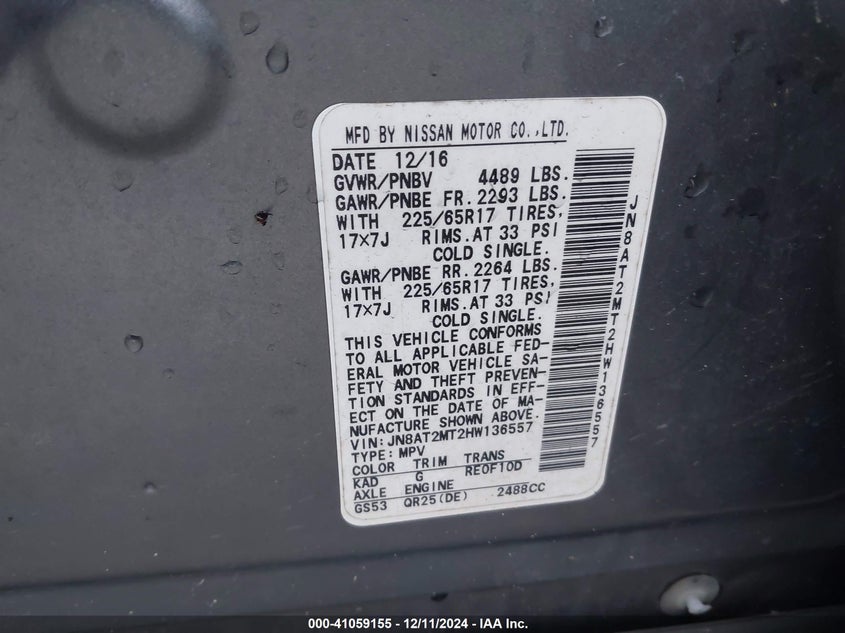 MFD BY NISSAN MOTOR CO.,LTD.
DATE 12/16
GVWR/PNBV 4489 LBS.
GAWR/PNBE FR. 2293 LBS.
WITH 225/65R17 TIRES,
17×7J RIMS.AT 33 PSI
COLD SINGLE.
GAWR/PNBE RR. 2264 LBS.
WITH 225/65R17 TIRES,
17×7J RIMS.AT 33 PSI
COLD SINGLE.
THIS VEHICLE CONFORMS
TO ALL APPLICABLE FED-
ERAL MOTOR VEHICLE SA-
FETY AND THEFT PREVEN-
TION STANDARDS IN EFF-
ECT ON THE DATE OF MA-
NUFACTURE SHOWN ABOVE.
VIN:JN8AT2MT2HW136557
TYPE:MPV
COLOR TRIM TRANS
KAD G RE0F10D
AXLE ENGINE
GS53 QR25(DE) 2488CC
JN8AT2MT2HW136557
000-41059155 - 12/11/2024 - IAA Inc.